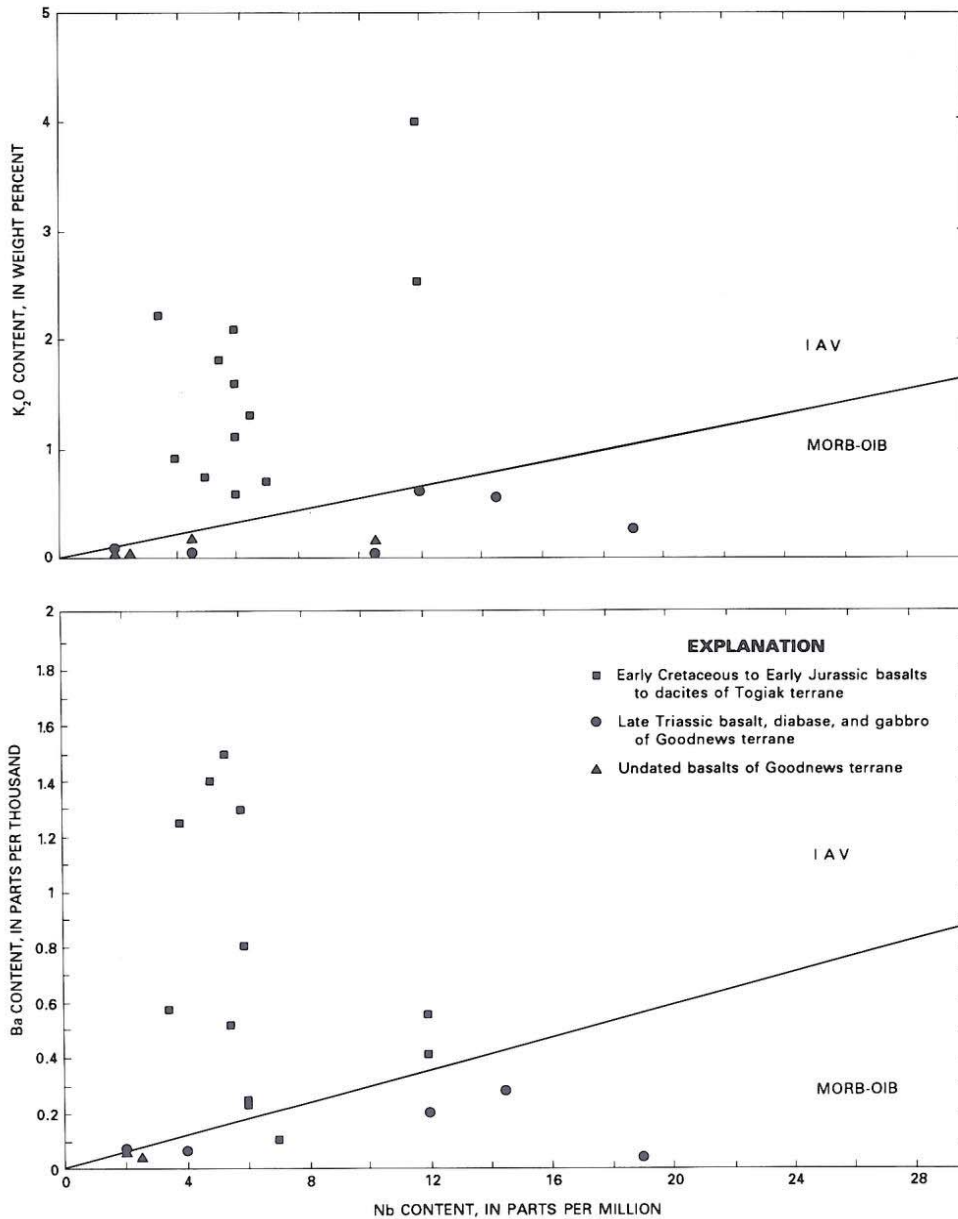 5
4
3
2
1
0
K₂O CONTENT, IN WEIGHT PERCENT
IAV
MORB-OIB
2
1.8
1.6
1.4
1.2
1
0.8
0.6
0.4
0.2
0
Ba CONTENT, IN PARTS PER THOUSAND
EXPLANATION
Early Cretaceous to Early Jurassic basalts
to dacites of Togiak terrane
Late Triassic basalt, diabase, and gabbro
of Goodnews terrane
Undated basalts of Goodnews terrane
IAV
MORB-OIB
0 4 8 12 16 20 24 28
Nb CONTENT, IN PARTS PER MILLION